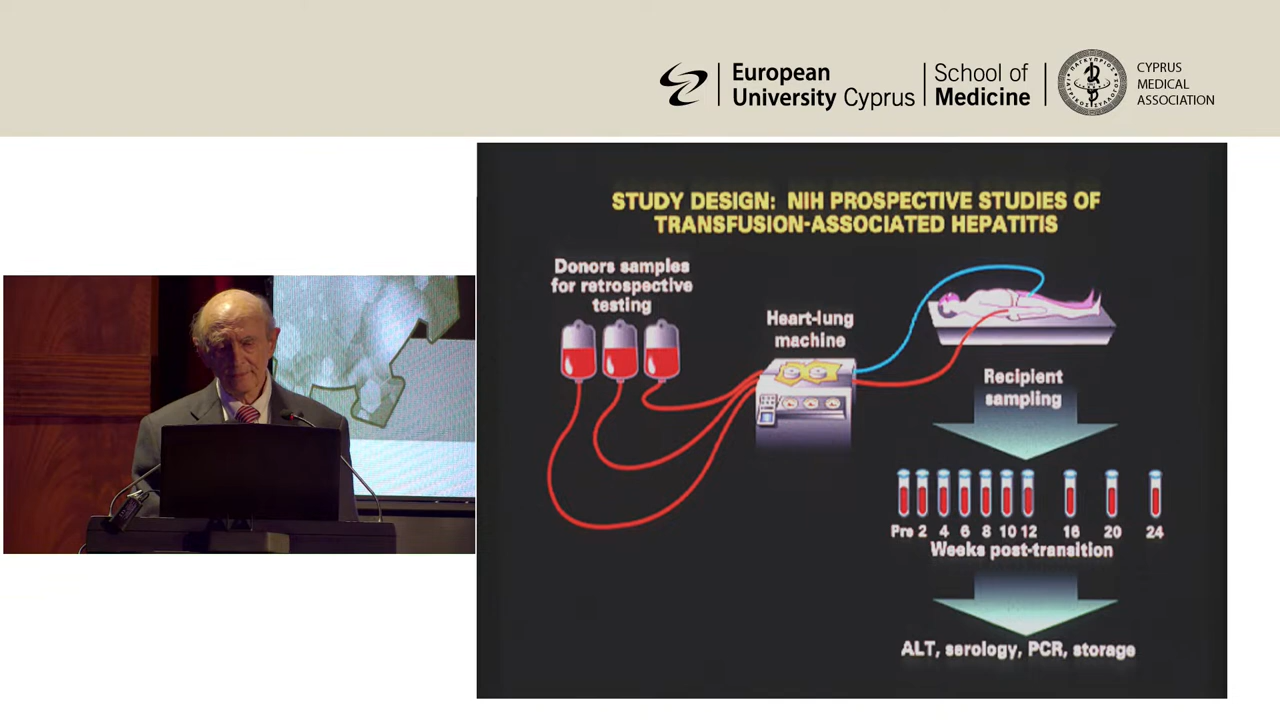 European
University Cyprus
School of
Medicine
CYPRUS
MEDICAL
ASSOCIATION
STUDY DESIGN: NIH PROSPECTIVE STUDIES OF
TRANSFUSION-ASSOCIATED HEPATITIS
Donors samples
for retrospective
testing
Heart-lung
machine
Recipient
sampling
Pre 2 4 6 8 10 12 16 20 24
Weeks post-transition
ALT, serology, PCR, storage